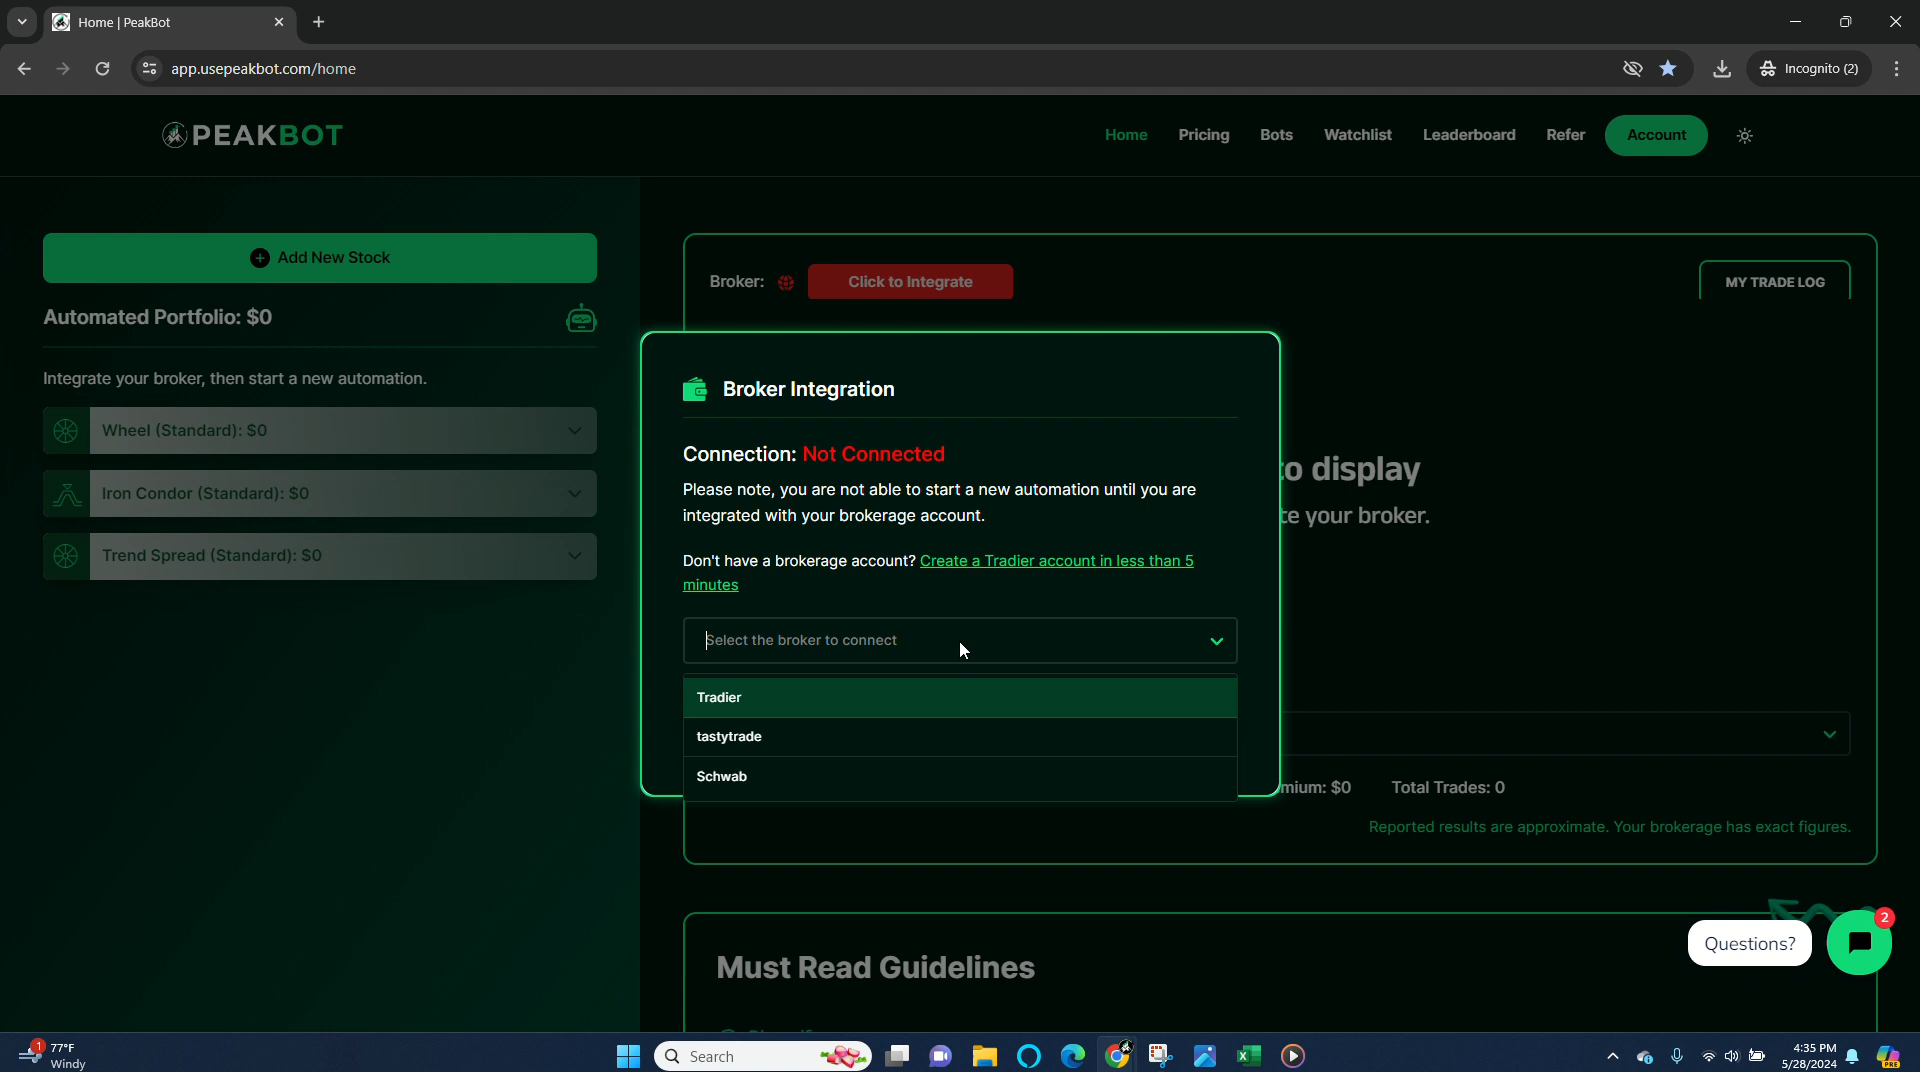 Home | PeakBot
app.usepeakbot.com/home
Incognito (2)
PEAKBOT
Home
Pricing
Bots
Watchlist
Leaderboard
Refer
Account
Add New Stock
Automated Portfolio: $0
Integrate your broker, then start a new automation.
Wheel (Standard): $0
Iron Condor (Standard): $0
Trend Spread (Standard): $0
Broker:
Click to Integrate
MY TRADE LOG
Broker Integration
Connection: Not Connected
Please note, you are not able to start a new automation until you are
integrated with your brokerage account.
Don't have a brokerage account? Create a Tradier account in less than 5
minutes
Select the broker to connect
Tradier
tastytrade
Schwab
to display
te your broker.
mium: $0
Total Trades: 0
Reported results are approximate. Your brokerage has exact figures.
Must Read Guidelines
Questions?
2
1
77°F
Windy
Search
4:35 PM
5/28/2024
PRE